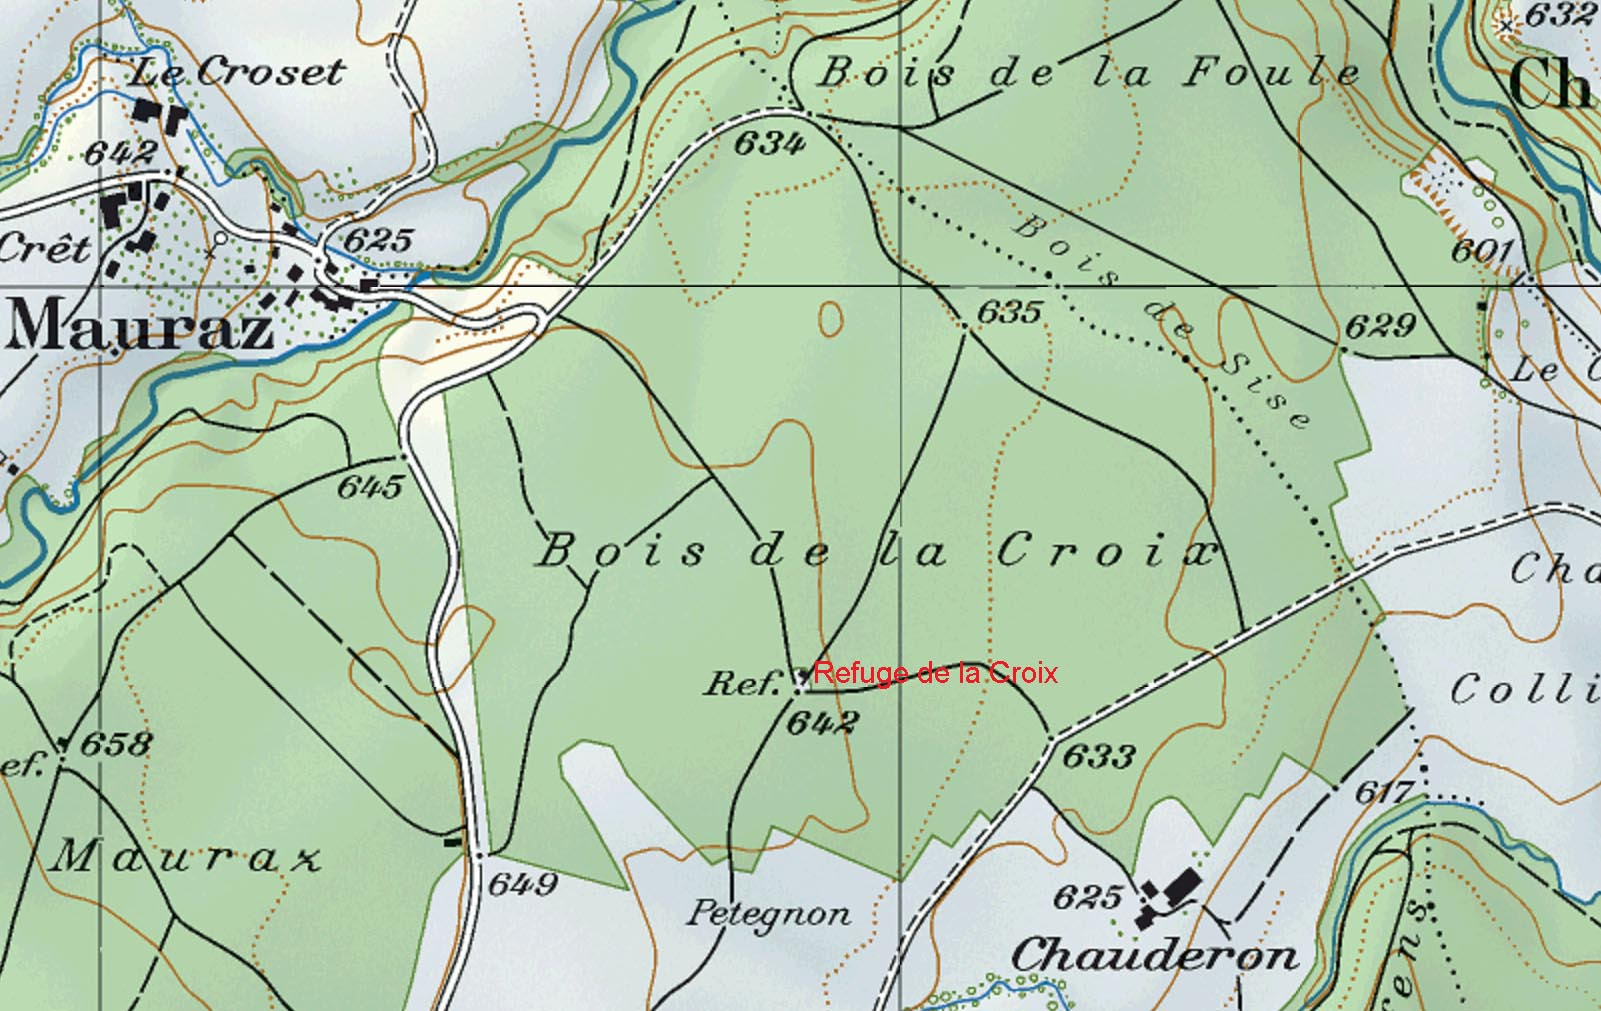 632
Le Croset
Bois de la Foule
Ch
642
634
Crêt
625
601
Mauraz
Bois de Sise
635
629
Le
645
Bois de la Croix
Cha
Ref.
Refuge de la Croix
642
Colli
658
ef.
633
617
Mauraz
649
Petegnon
625
Chauderon
rens